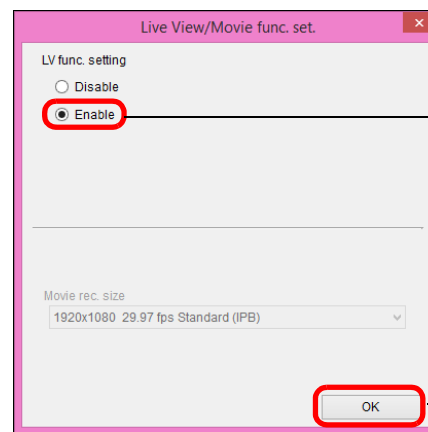 Live View/Movie func. set.
LV func. setting
Disable
Enable
Movie rec. size
1920x1080 29.97 fps Standard (IPB)
OK